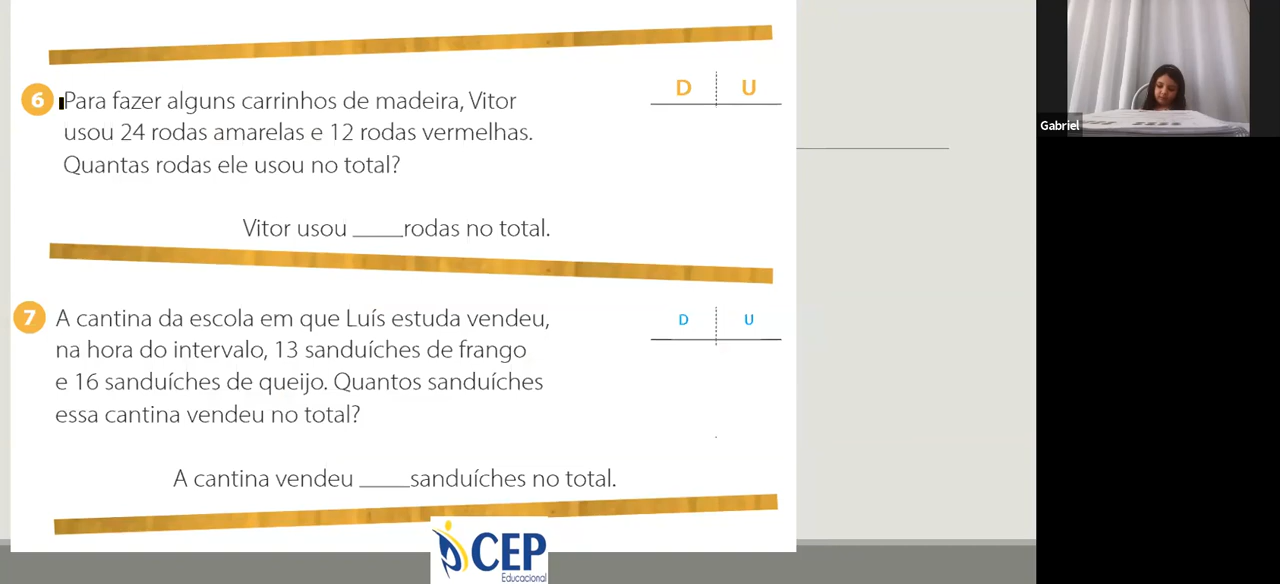 6 Para fazer alguns carrinhos de madeira, Vitor
usou 24 rodas amarelas e 12 rodas vermelhas.
Quantas rodas ele usou no total?
D U
Vitor usou ____rodas no total.
7 A cantina da escola em que Luís estuda vendeu,
na hora do intervalo, 13 sanduíches de frango
e 16 sanduíches de queijo. Quantos sanduíches
essa cantina vendeu no total?
D U
A cantina vendeu ____sanduíches no total.
CEP
Educacional
Gabriel